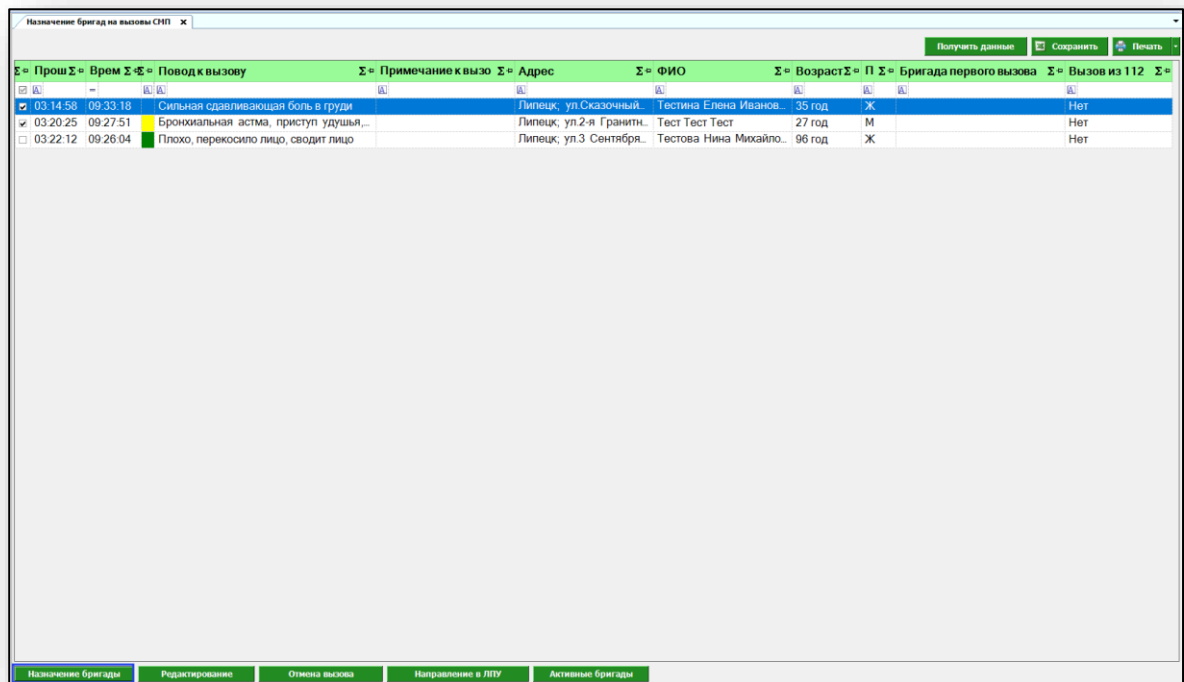 Назначение бригад на вызовы СМП x
Получить данные Сохранить Печать
Σ Прош Σ Врем Σ Σ Повод к вызову Σ Примечание к вызо Σ Адрес Σ ФИО Σ Возраст Σ П Σ Бригада первого вызова Σ Вызов из 112 Σ
A = A A A A A A A A A
03:14:58 09:33:18 Сильная сдавливающая боль в груди Липецк; ул.Сказочный... Тестина Елена Иванов... 35 год Ж Нет
03:20:25 09:27:51 Бронхиальная астма, приступ удушья,... Липецк; ул.2-я Гранитн... Тест Тест Тест 27 год М Нет
03:22:12 09:26:04 Плохо, перекосило лицо, сводит лицо Липецк; ул.3 Сентября... Тестова Нина Михайло... 96 год Ж Нет
Назначение бригады Редактирование Отмена вызова Направление в ЛПУ Активные бригады